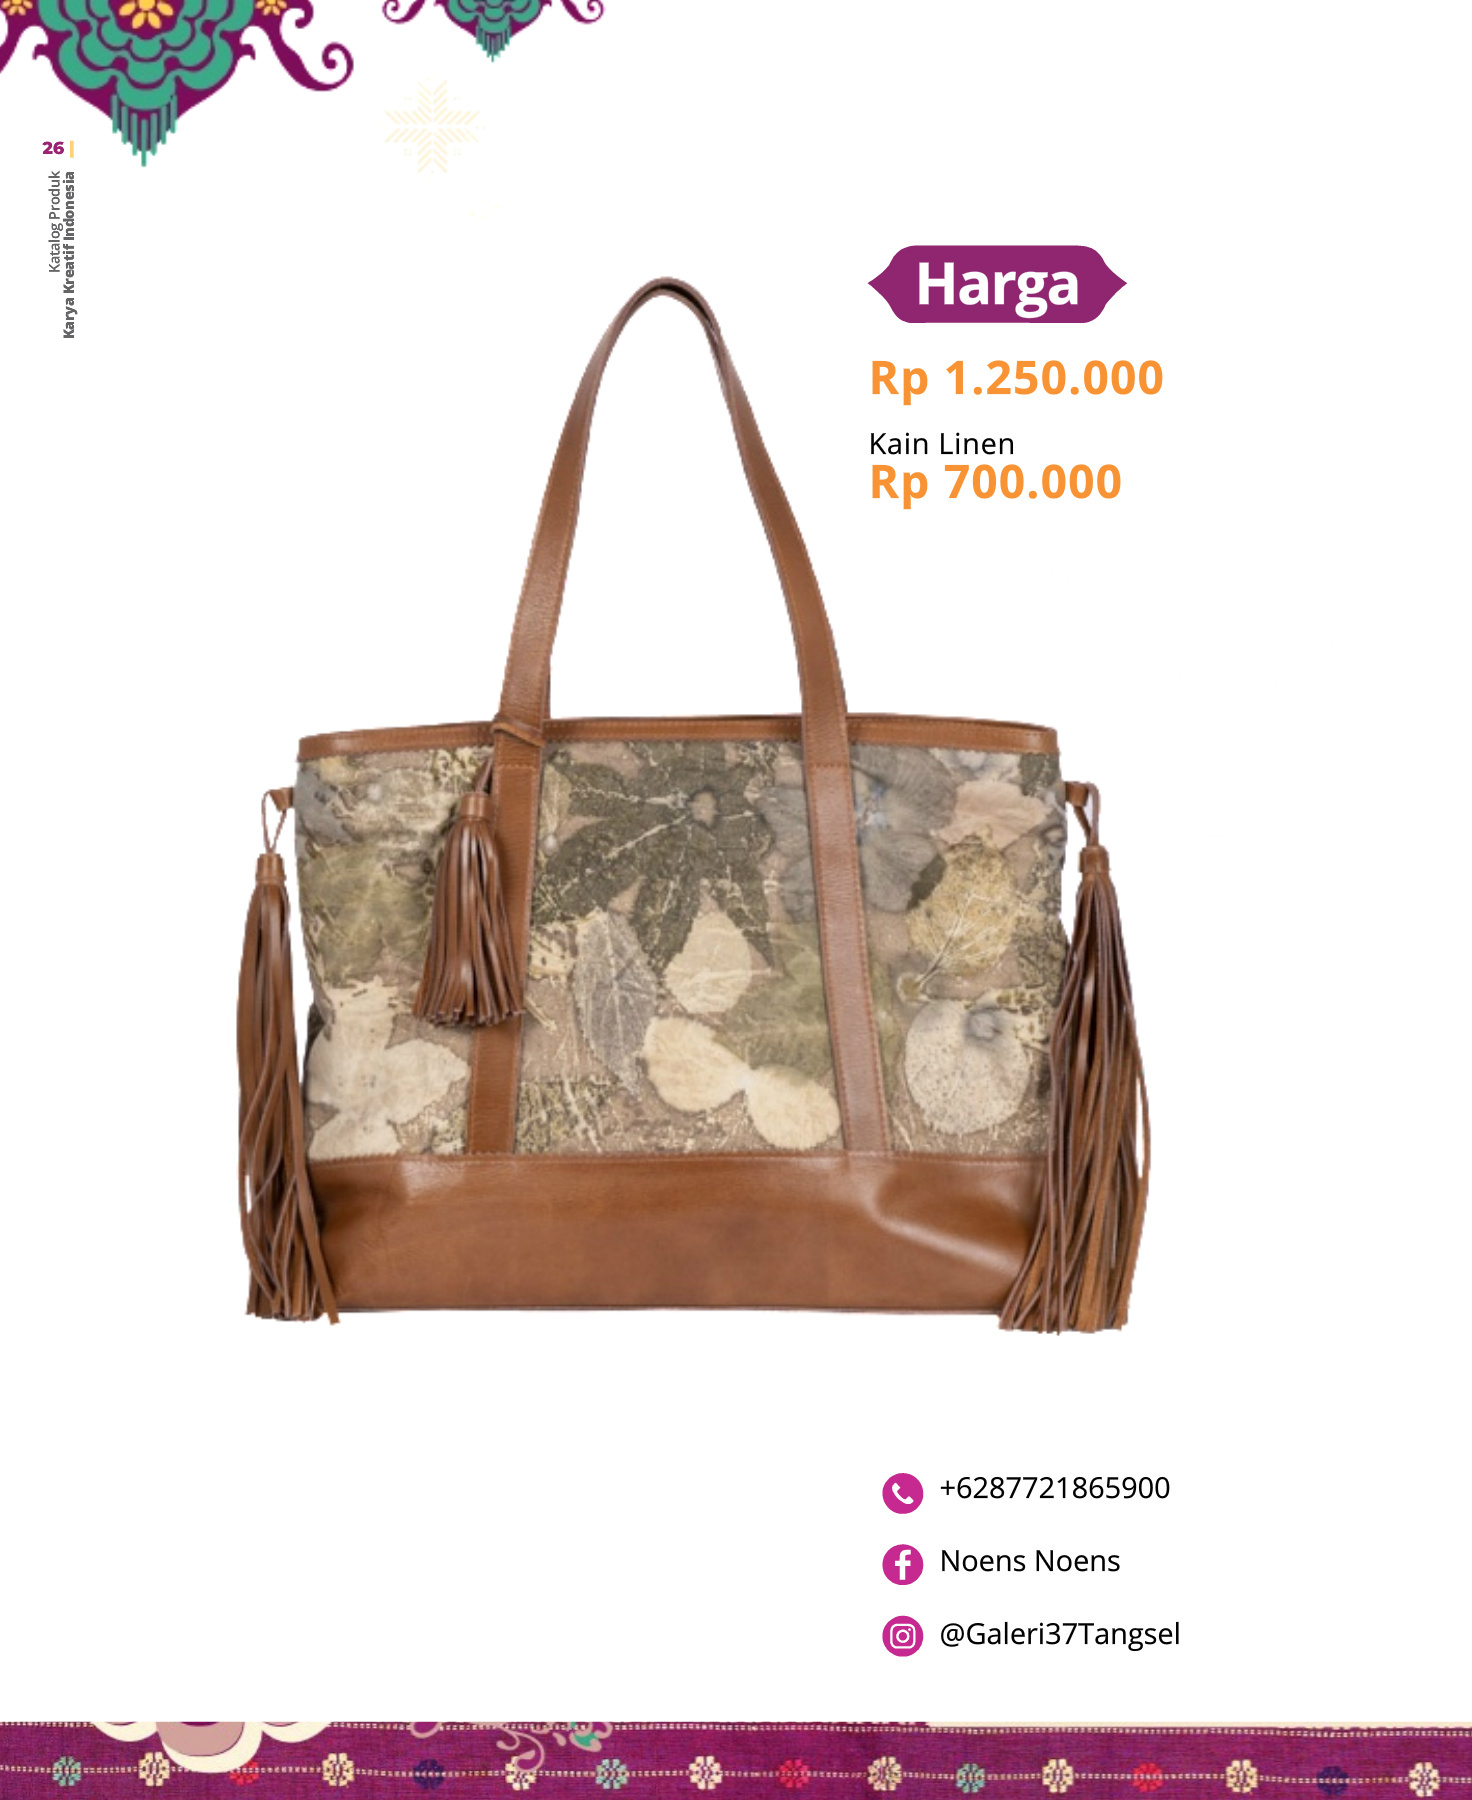 26
Katalog Produk
Karya Kreatif Indonesia
Harga
Rp 1.250.000
Kain Linen
Rp 700.000
+6287721865900
Noens Noens
@Galeri37Tangsel